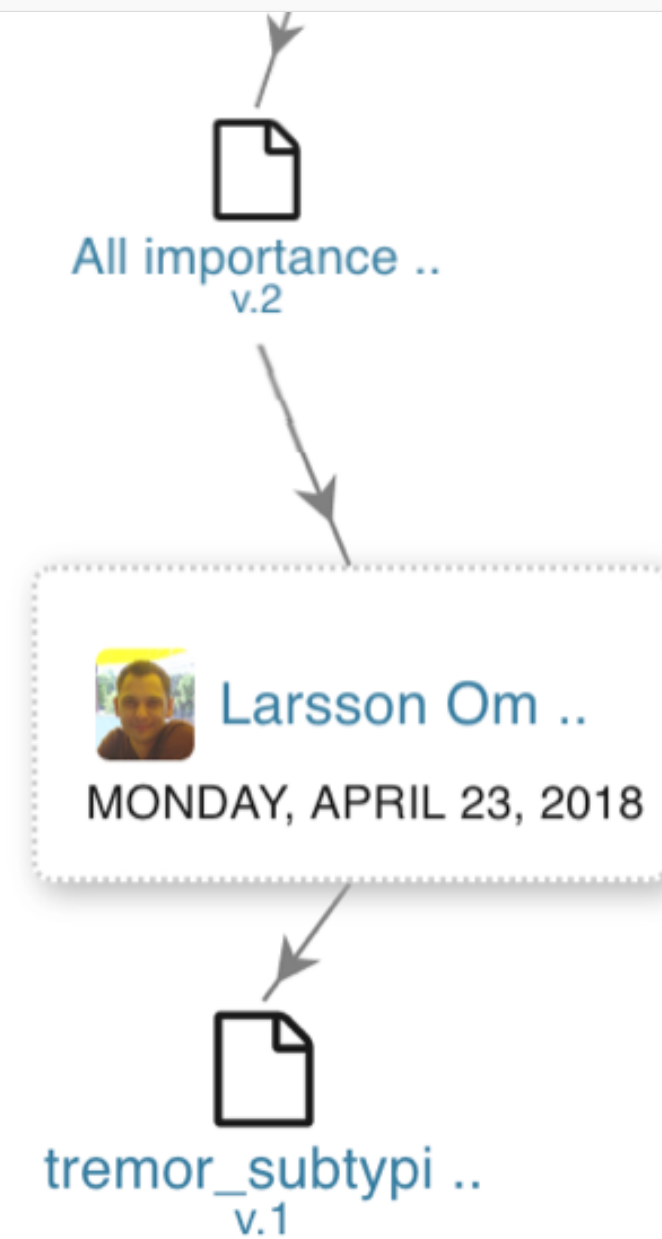 All importance ..
v.2
Larsson Om ..
MONDAY, APRIL 23, 2018
tremor_subtypi ..
v.1